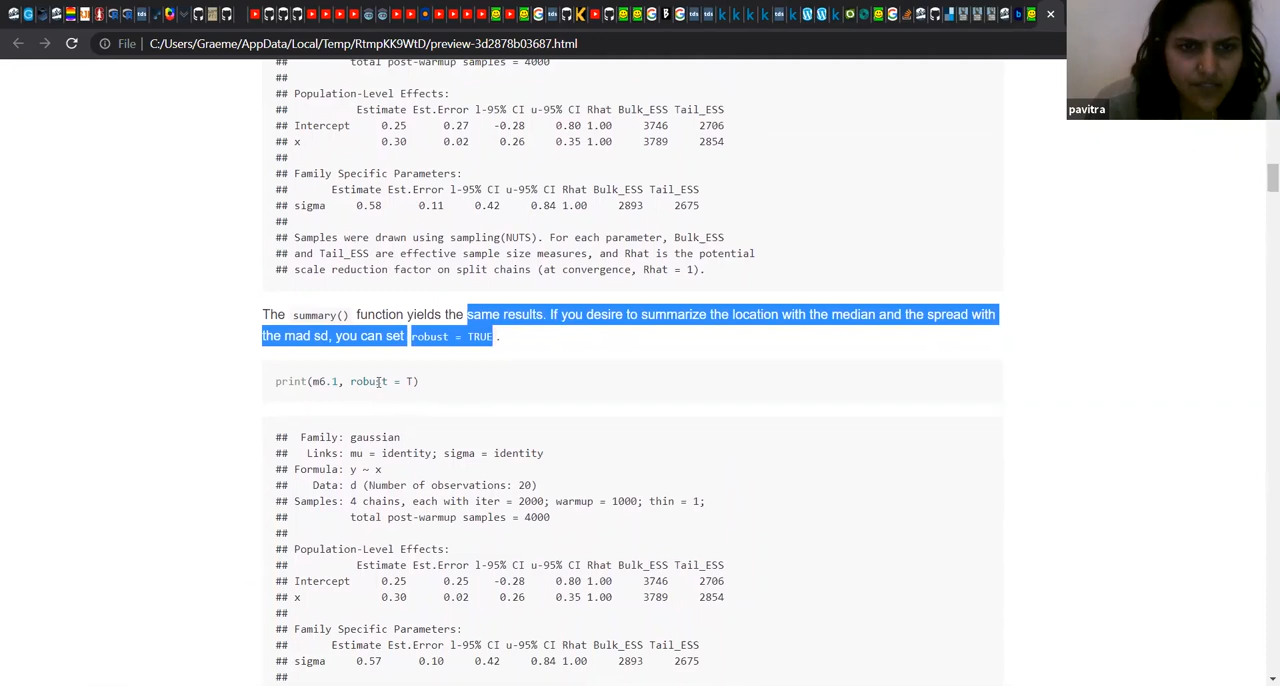 File C:/Users/Graeme/AppData/Local/Temp/RtmpKK9WtD/preview-3d2878b03687.html
pavitra
## total post-warmup samples = 4000
##
## Population-Level Effects:
## Estimate Est.Error l-95% CI u-95% CI Rhat Bulk_ESS Tail_ESS
## Intercept 0.25 0.27 -0.28 0.80 1.00 3746 2706
## x 0.30 0.02 0.26 0.35 1.00 3789 2854
##
## Family Specific Parameters:
## Estimate Est.Error l-95% CI u-95% CI Rhat Bulk_ESS Tail_ESS
## sigma 0.58 0.11 0.42 0.84 1.00 2893 2675
##
## Samples were drawn using sampling(NUTS). For each parameter, Bulk_ESS
## and Tail_ESS are effective sample size measures, and Rhat is the potential
## scale reduction factor on split chains (at convergence, Rhat = 1).
The summary() function yields the same results. If you desire to summarize the location with the median and the spread with
the mad sd, you can set robust = TRUE .
print(m6.1, robust = T)
## Family: gaussian
## Links: mu = identity; sigma = identity
## Formula: y ~ x
## Data: d (Number of observations: 20)
## Samples: 4 chains, each with iter = 2000; warmup = 1000; thin = 1;
## total post-warmup samples = 4000
##
## Population-Level Effects:
## Estimate Est.Error l-95% CI u-95% CI Rhat Bulk_ESS Tail_ESS
## Intercept 0.25 0.25 -0.28 0.80 1.00 3746 2706
## x 0.30 0.02 0.26 0.35 1.00 3789 2854
##
## Family Specific Parameters:
## Estimate Est.Error l-95% CI u-95% CI Rhat Bulk_ESS Tail_ESS
## sigma 0.57 0.10 0.42 0.84 1.00 2893 2675
##